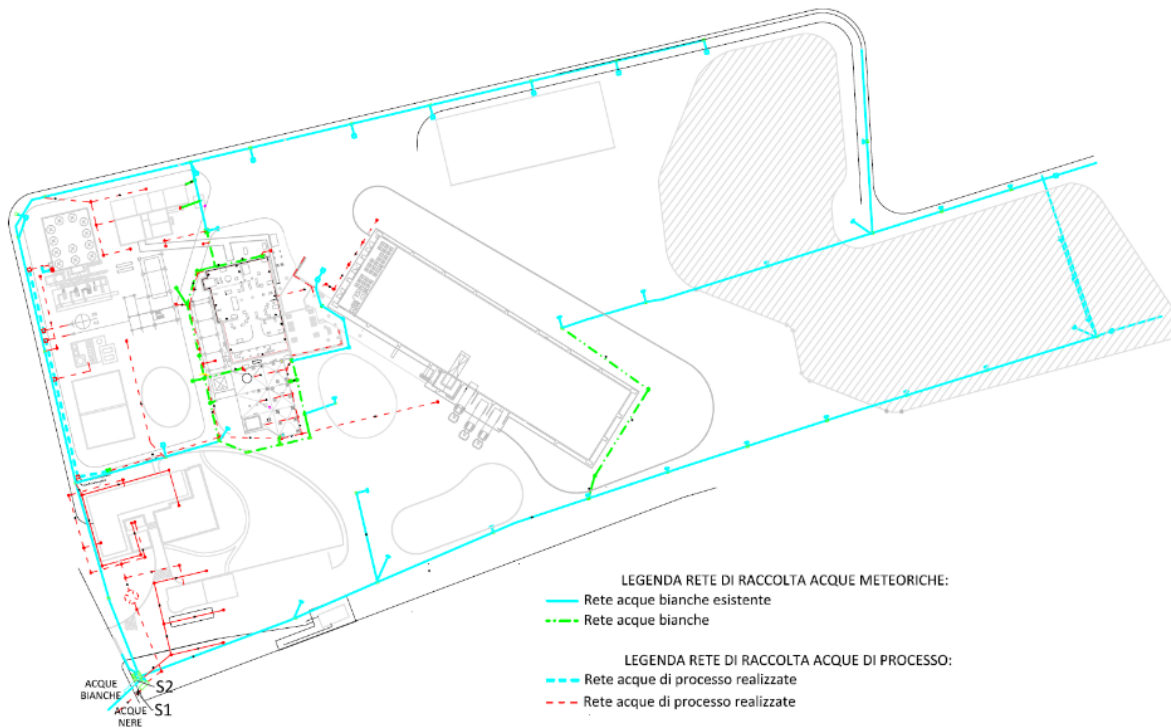 LEGENDA RETE DI RACCOLTA ACQUE METEORICHE:
Rete acque bianche esistente
Rete acque bianche
LEGENDA RETE DI RACCOLTA ACQUE DI PROCESSO:
Rete acque di processo realizzate
Rete acque di processo realizzate
ACQUE
BIANCHE
S2
S1
ACQUE
NERE